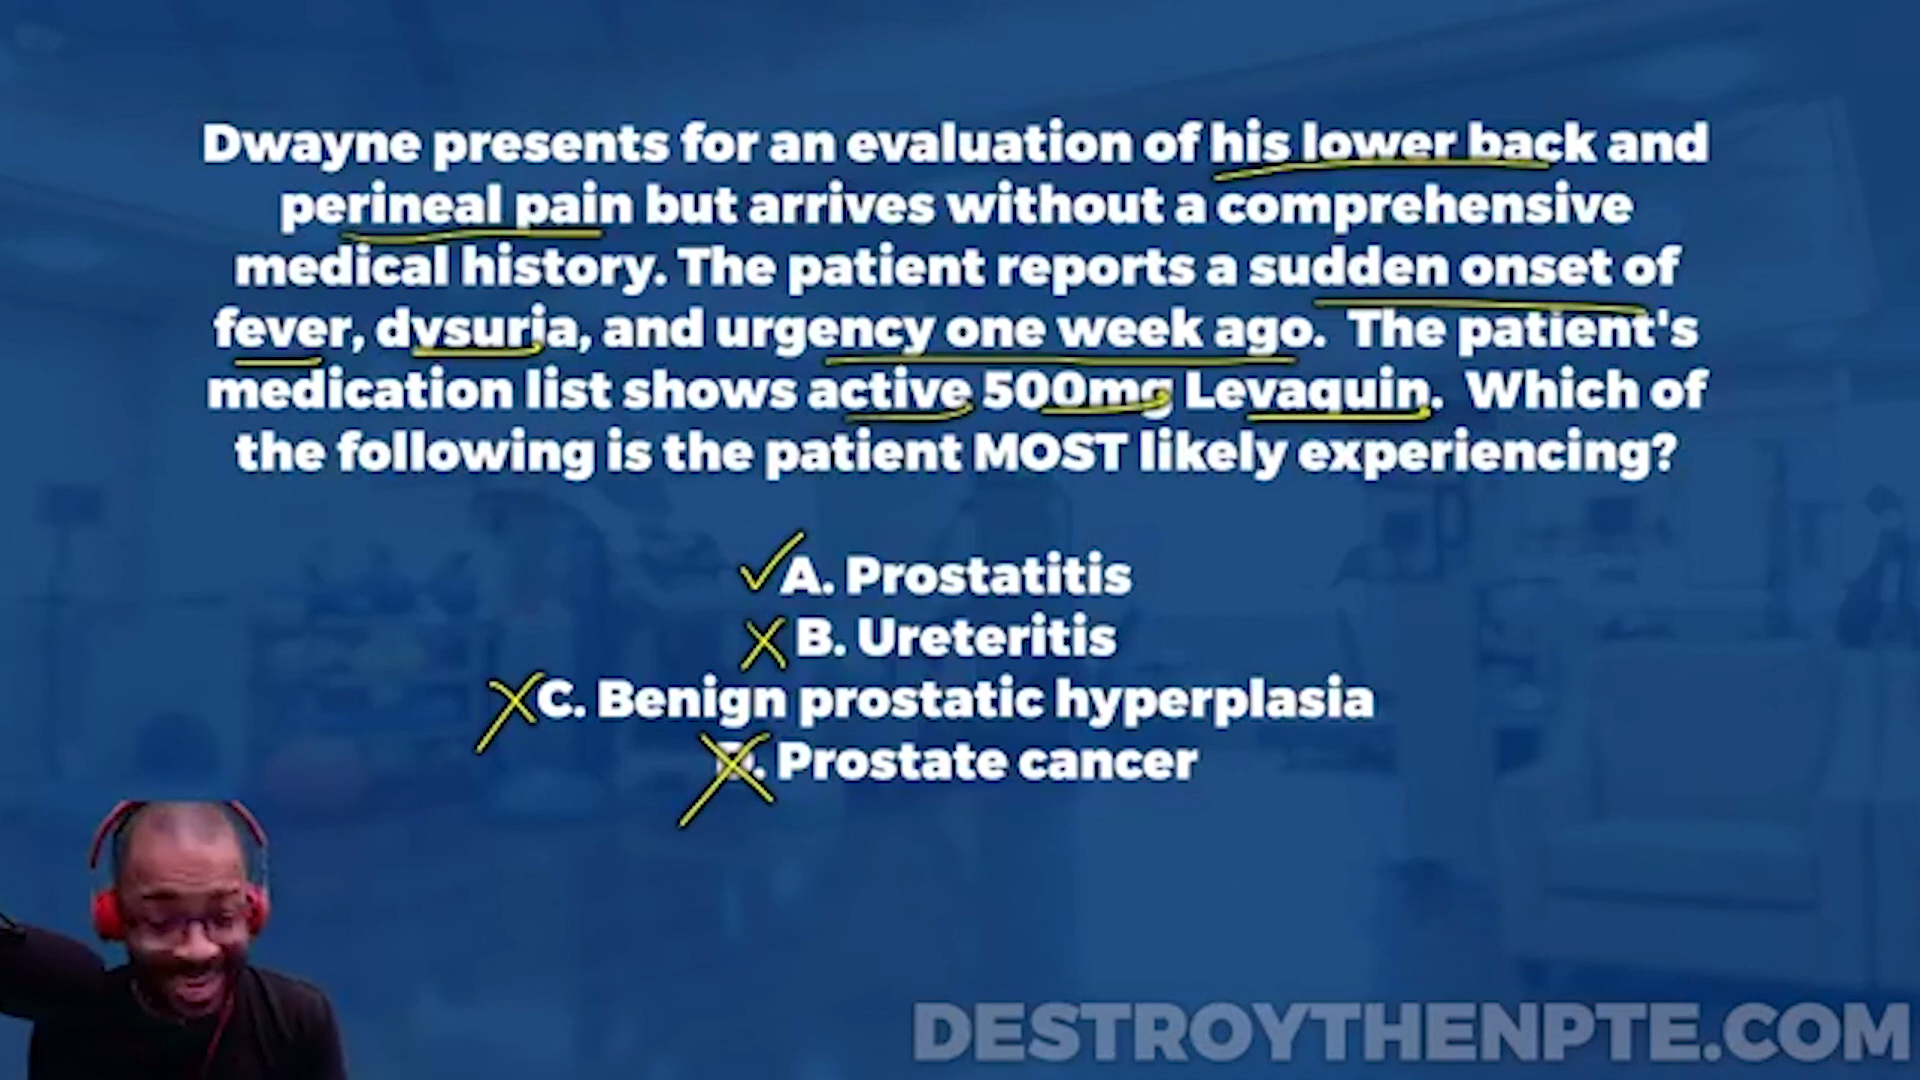 Dwayne presents for an evaluation of his lower back and
perineal pain but arrives without a comprehensive
medical history. The patient reports a sudden onset of
fever, dysuria, and urgency one week ago. The patient's
medication list shows active 500mg Levaquin. Which of
the following is the patient MOST likely experiencing?
A. Prostatitis
B. Ureteritis
C. Benign prostatic hyperplasia
D. Prostate cancer
DESTROYTHENPTE.COM